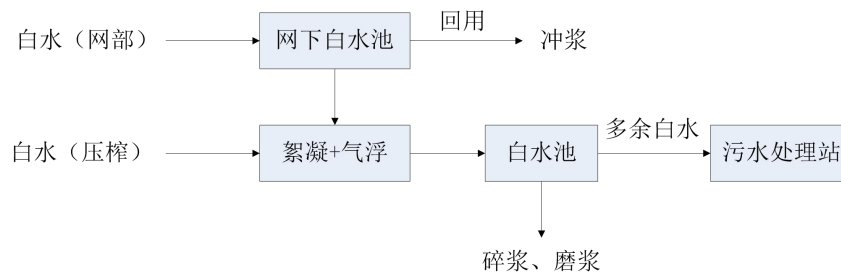 白水（网部）
网下白水池
回用
冲浆
白水（压榨）
絮凝+气浮
白水池
多余白水
污水处理站
碎浆、磨浆